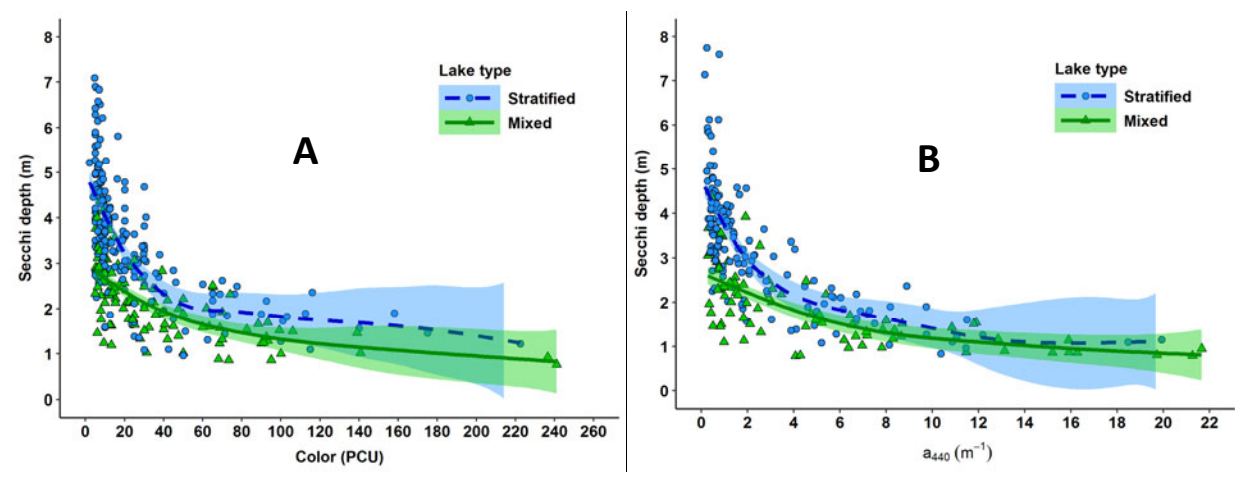 A
Lake type
Stratified
Mixed
Secchi depth (m)
8
7
6
5
4
3
2
1
0
0 20 40 60 80 100 120 140 160 180 200 220 240 260
Color (PCU)
B
Lake type
Stratified
Mixed
Secchi depth (m)
8
7
6
5
4
3
2
1
0
0 2 4 6 8 10 12 14 16 18 20 22
a₄₄₀ (m⁻¹)